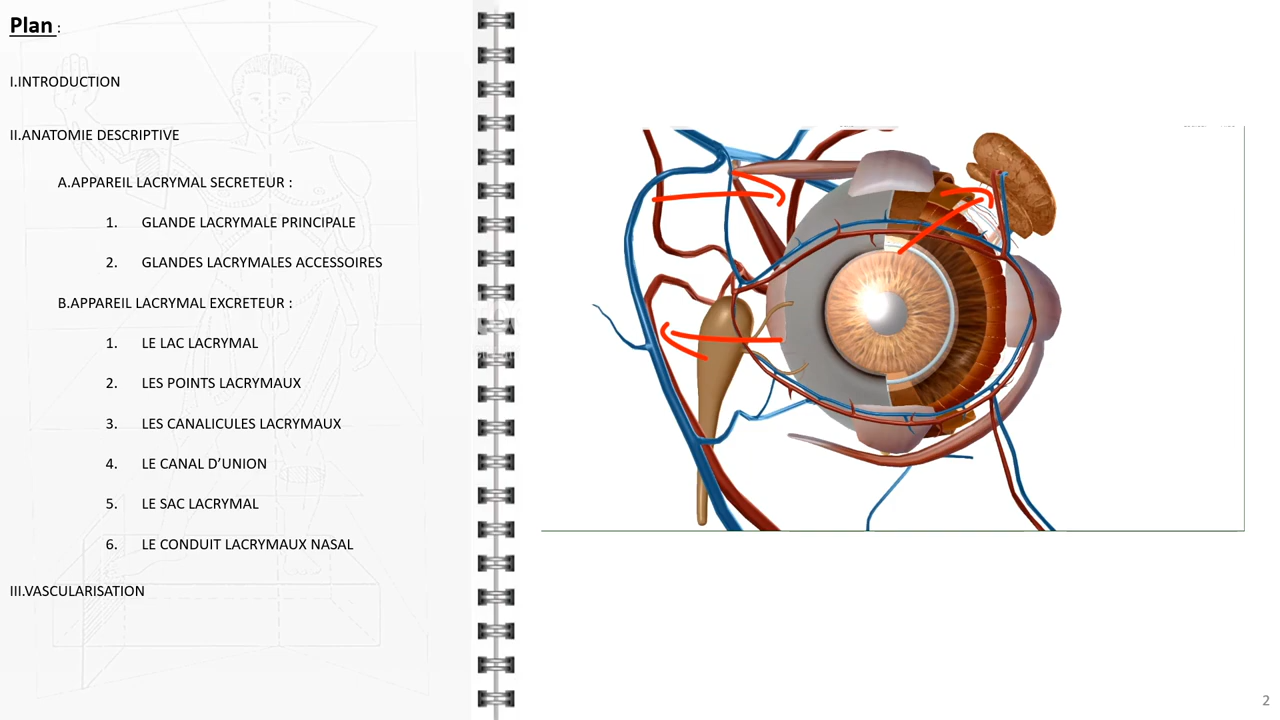 Plan :
I.INTRODUCTION
II.ANATOMIE DESCRIPTIVE
A.APPAREIL LACRYMAL SECRETEUR :
1. GLANDE LACRYMALE PRINCIPALE
2. GLANDES LACRYMALES ACCESSOIRES
B.APPAREIL LACRYMAL EXCRETEUR :
1. LE LAC LACRYMAL
2. LES POINTS LACRYMAUX
3. LES CANALICULES LACRYMAUX
4. LE CANAL D’UNION
5. LE SAC LACRYMAL
6. LE CONDUIT LACRYMAUX NASAL
III.VASCULARISATION
2